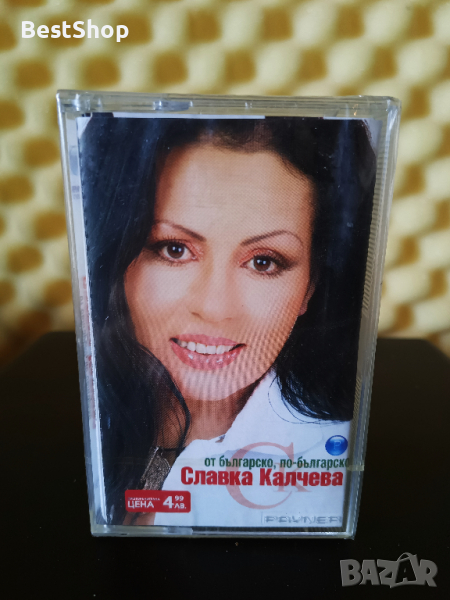 BestShop
от българско, по-българско
Славка Калчева
ЦЕНА 4.99 ЛВ.
PAYNER
BAZAR